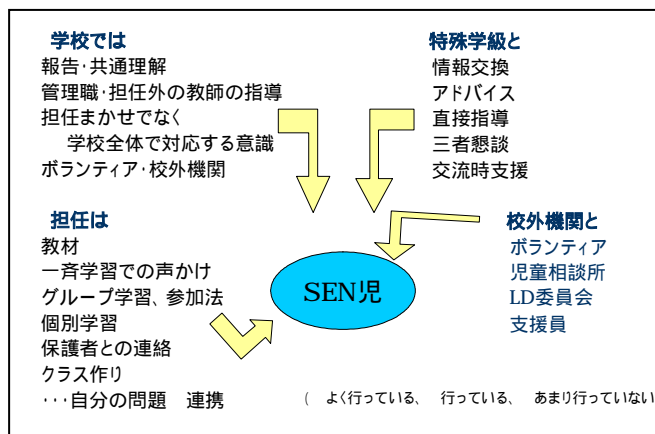 学校では
報告・共通理解
管理職・担任外の教師の指導
担任まかせでなく
学校全体で対応する意識
ボランティア・校外機関
特殊学級と
情報交換
アドバイス
直接指導
三者懇談
交流時支援
担任は
教材
一斉学習での声かけ
グループ学習、参加法
個別学習
保護者との連絡
クラス作り
・・・自分の問題　連携
SEN児
校外機関と
ボランティア
児童相談所
LD委員会
支援員
(　よく行っている、　行っている、　あまり行っていない